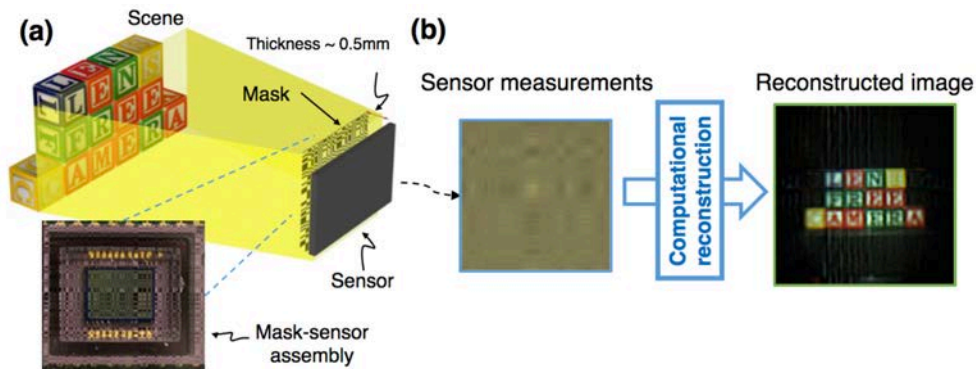 (a)
Scene
Thickness ~ 0.5mm
Mask
LENS
FREE
CAMERA
Sensor
Mask-sensor
assembly
(b)
Sensor measurements
Computational
reconstruction
Reconstructed image
LENS
FREE
CAMERA